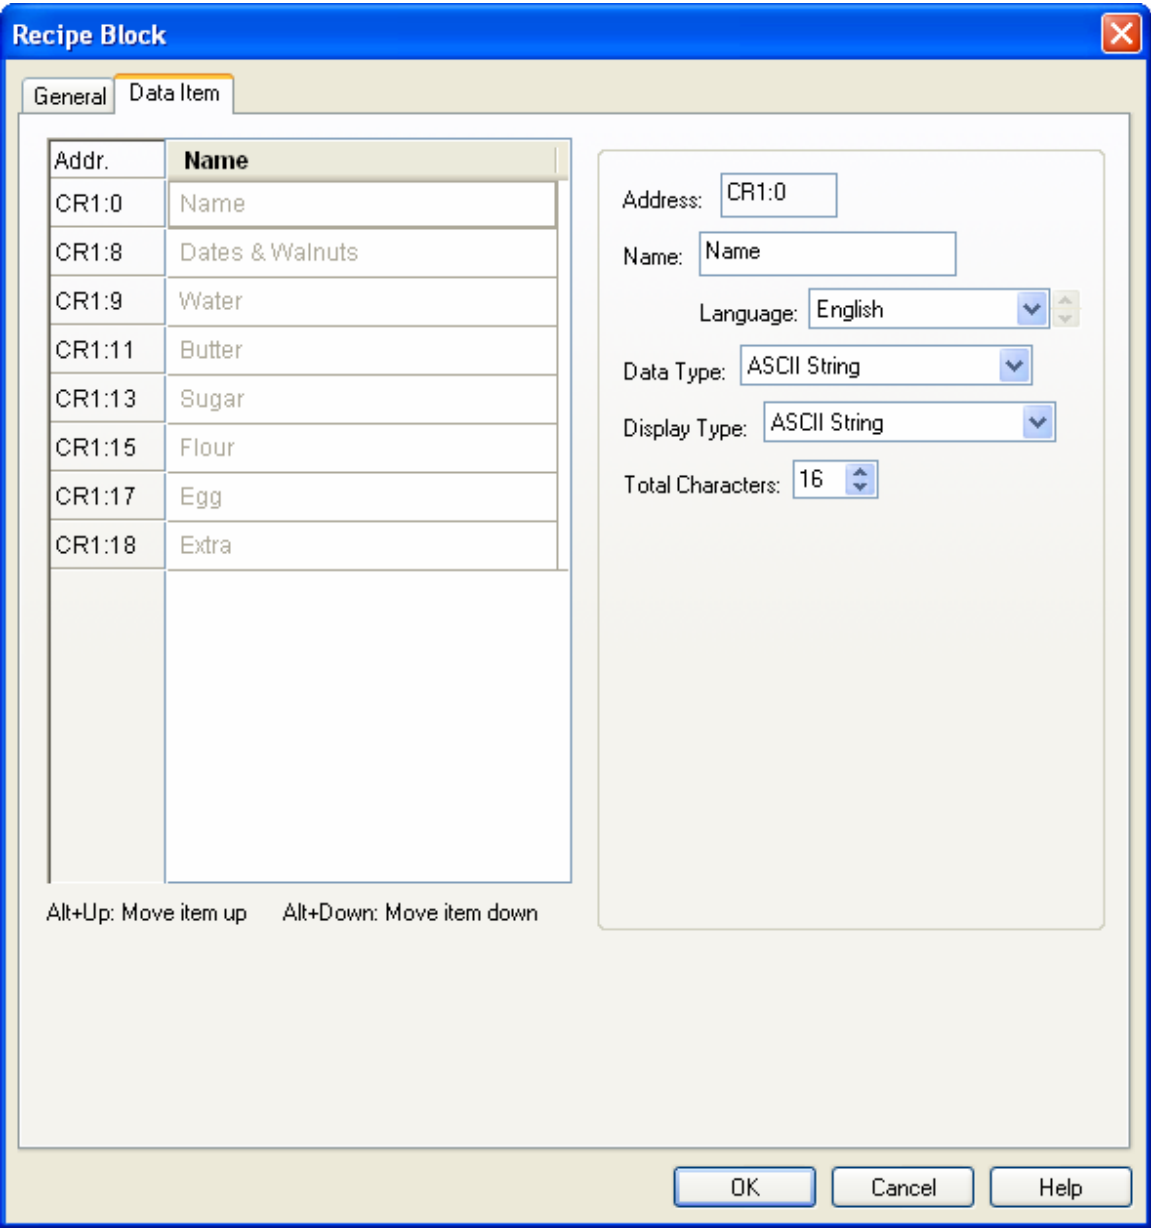 Recipe Block
General Data Item
Addr. Name
CR1:0 Name
CR1:8 Dates & Walnuts
CR1:9 Water
CR1:11 Butter
CR1:13 Sugar
CR1:15 Flour
CR1:17 Egg
CR1:18 Extra
Alt+Up: Move item up Alt+Down: Move item down
Address: CR1:0
Name: Name
Language: English
Data Type: ASCII String
Display Type: ASCII String
Total Characters: 16
OK Cancel Help